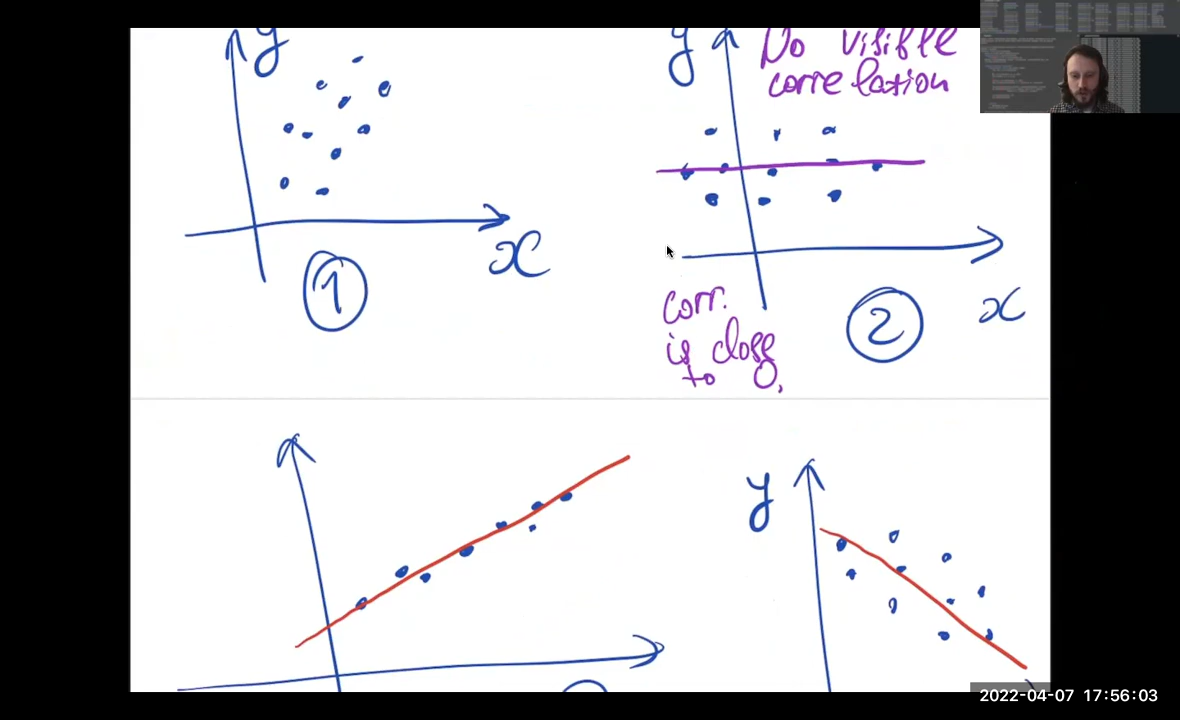 y
x
1
y
No visible
correlation
x
2
corr.
is close
to 0,
y
2022-04-07 17:56:03